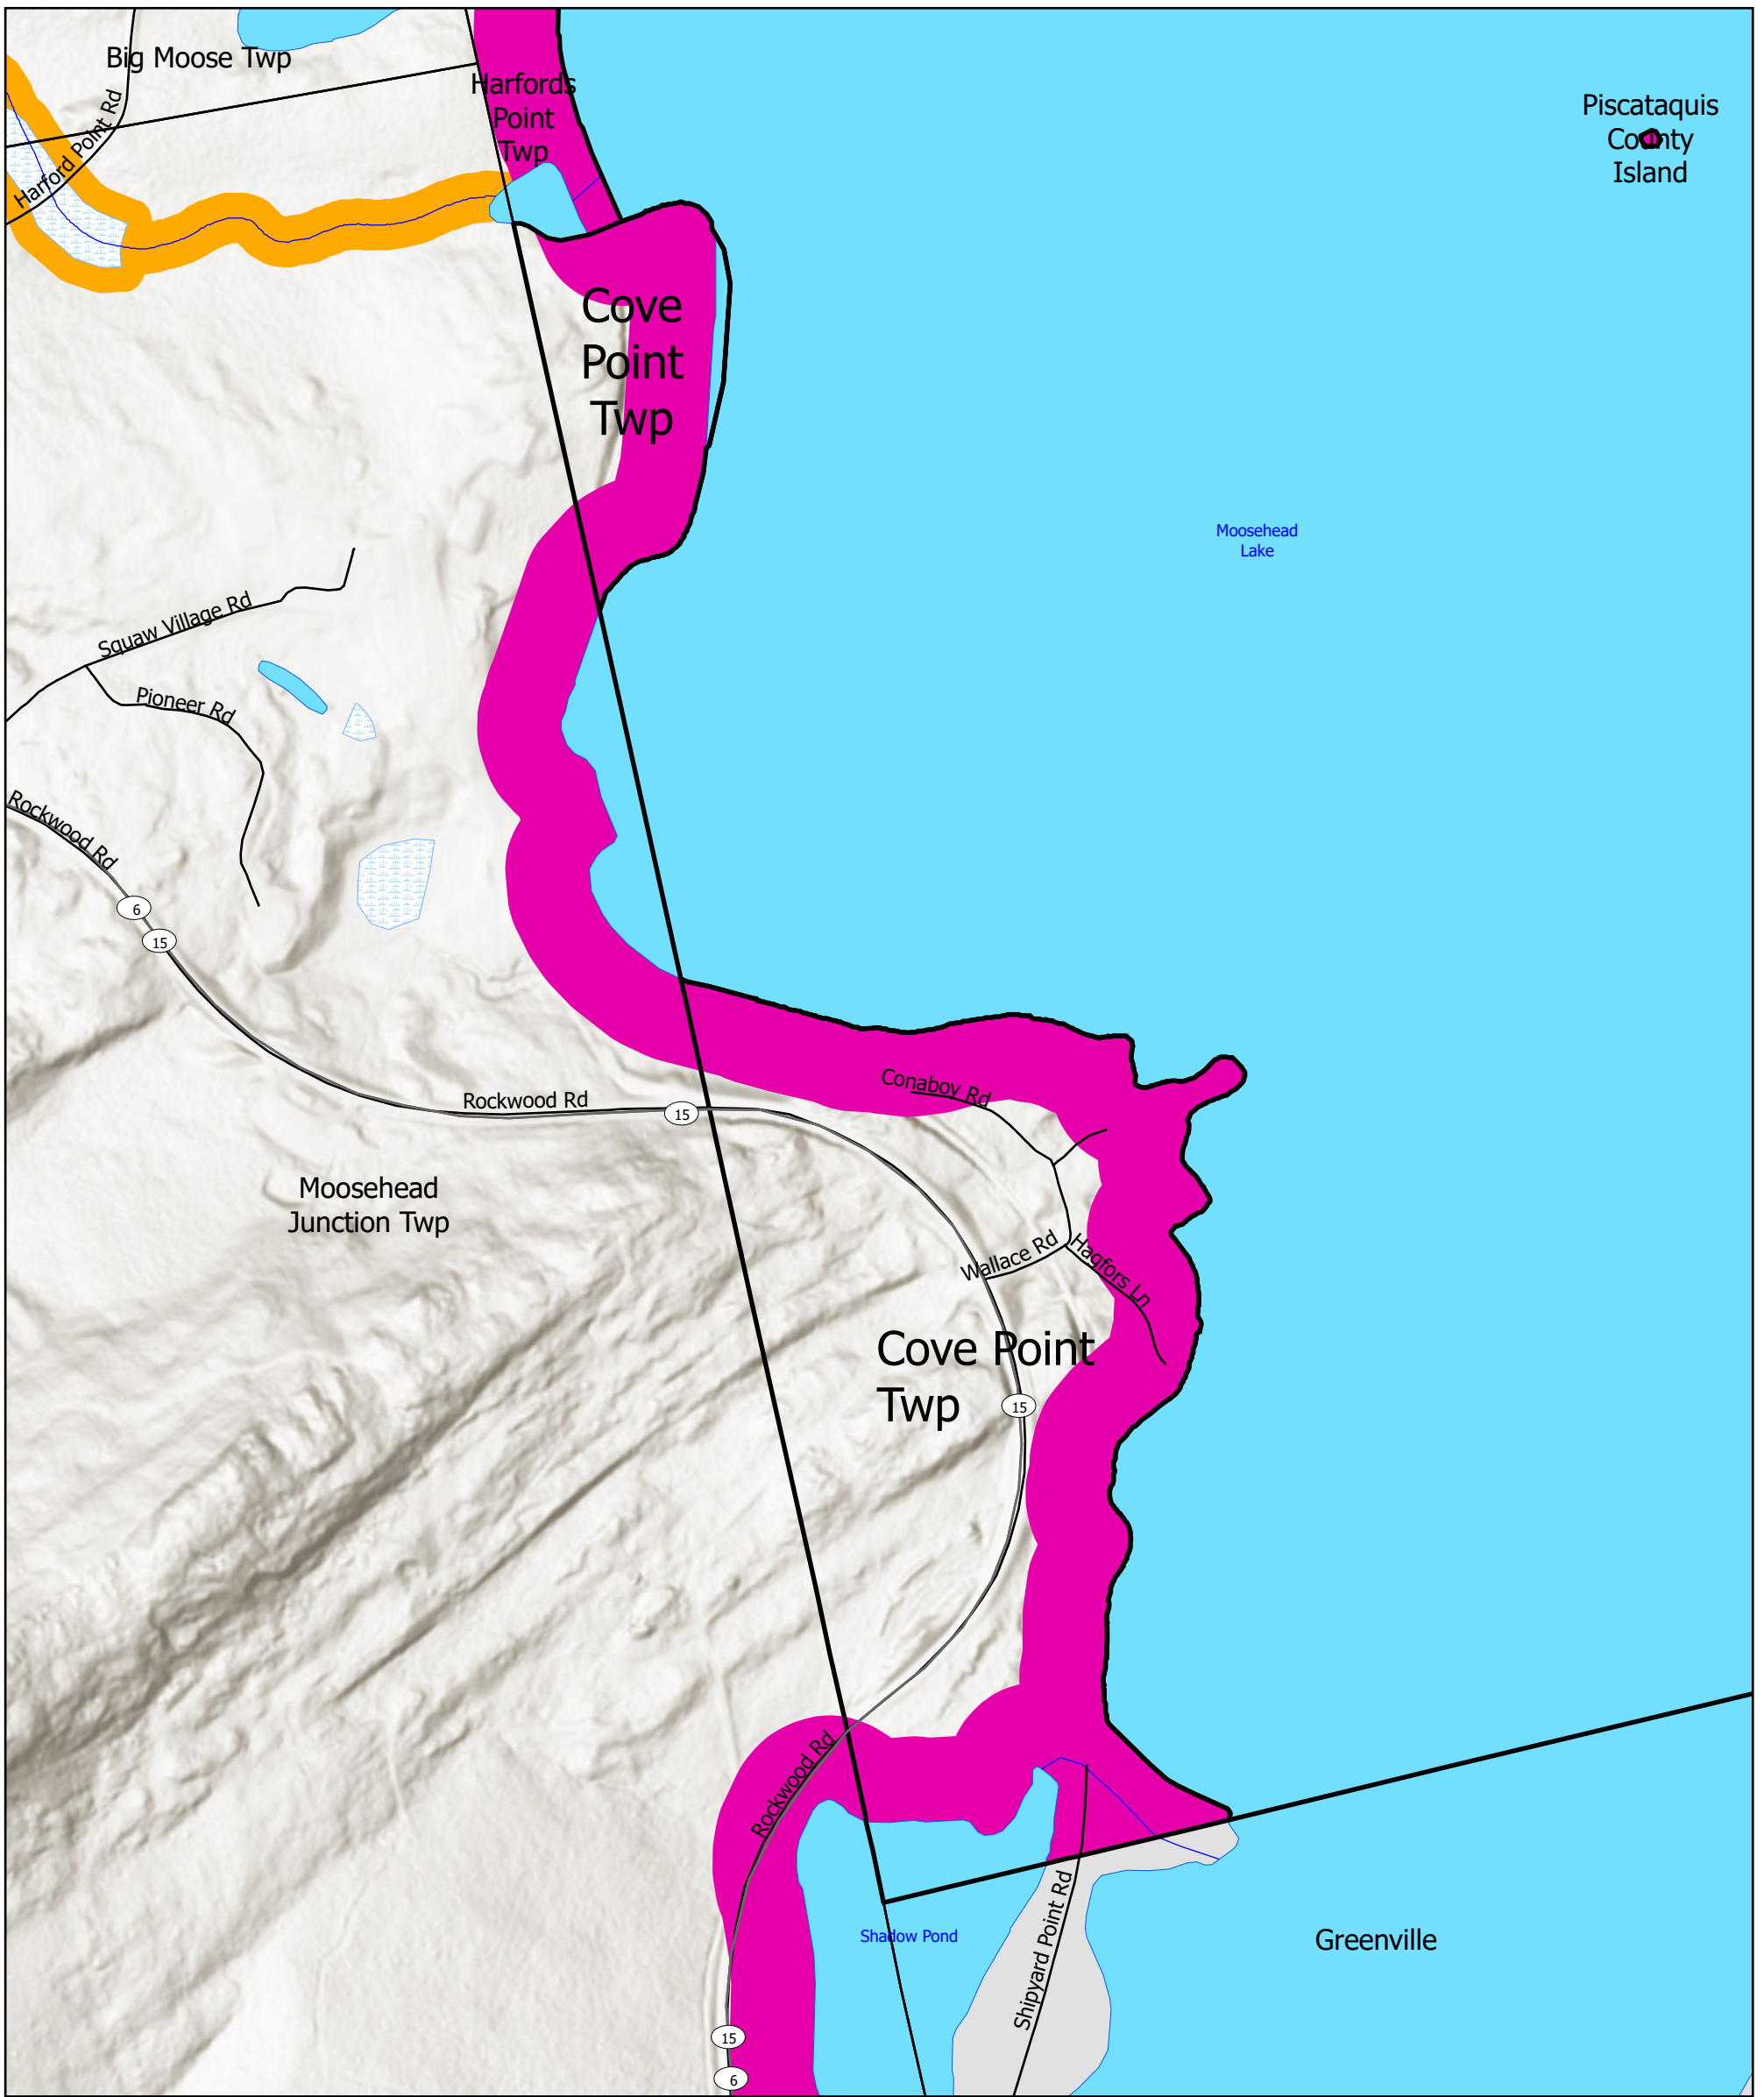 Big Moose Twp
Harfords
Point
Twp
Piscataquis
County
Island
Harford Point Rd
Cove
Point
Twp
Moosehead
Lake
Squaw Village Rd
Pioneer Rd
Rockwood Rd
6
15
Rockwood Rd
15
Conaboy Rd
Moosehead
Junction Twp
Wallace Rd
Hagfors Ln
Cove Point
Twp
15
Rockwood Rd
Shipyard Point Rd
Shadow Pond
Greenville
15
6